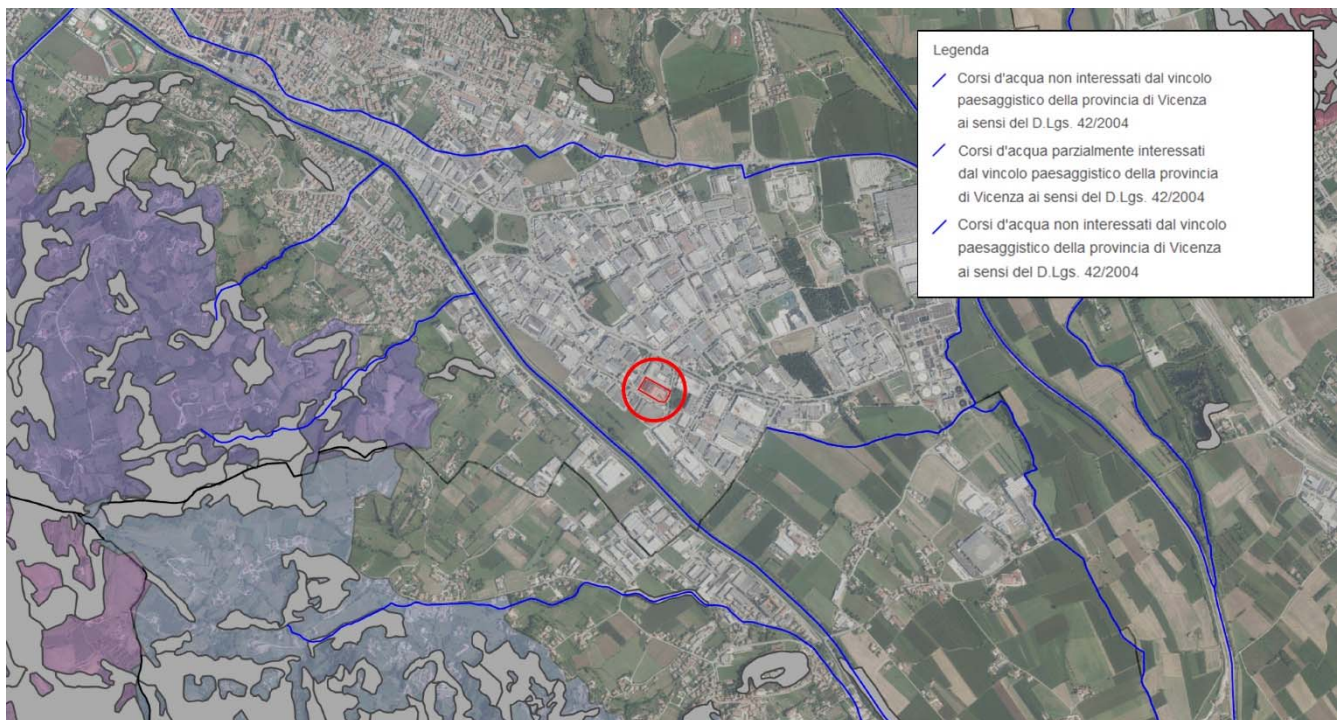 Legenda
Corsi d'acqua non interessati dal vincolo
paesaggistico della provincia di Vicenza
ai sensi del D.Lgs. 42/2004
Corsi d'acqua parzialmente interessati
dal vincolo paesaggistico della provincia
di Vicenza ai sensi del D.Lgs. 42/2004
Corsi d'acqua non interessati dal vincolo
paesaggistico della provincia di Vicenza
ai sensi del D.Lgs. 42/2004